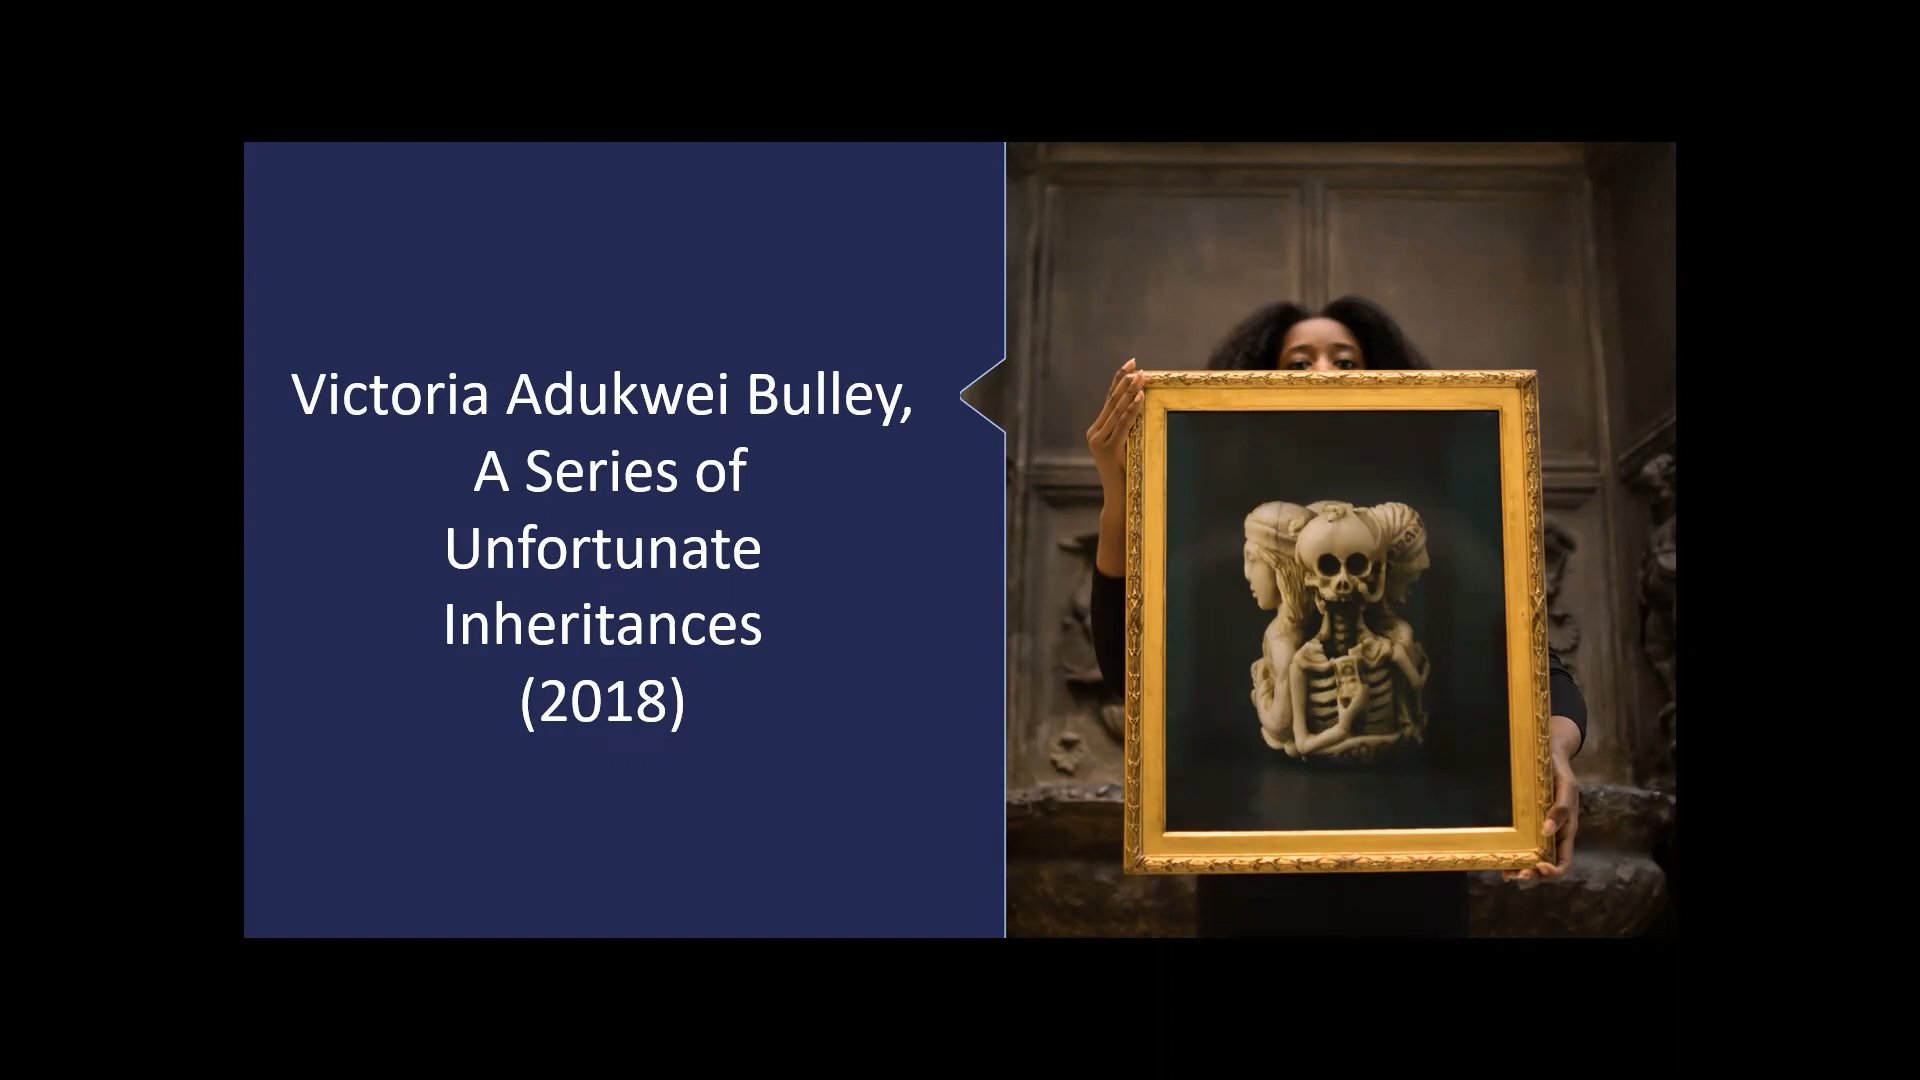 Victoria Adukwei Bulley,
A Series of
Unfortunate
Inheritances
(2018)